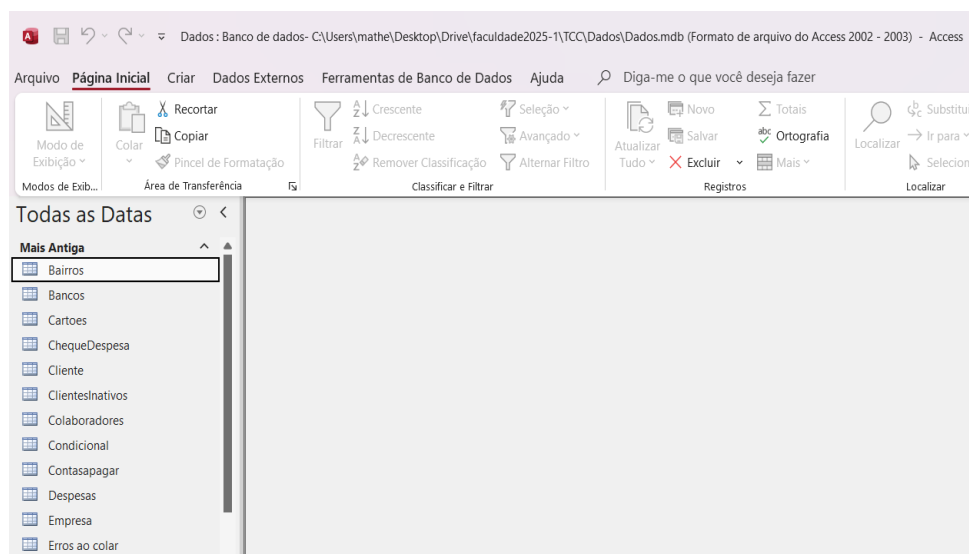 Dados : Banco de dados- C:\Users\mathe\Desktop\Drive\faculdade2025-1\TCC\Dados\Dados.mdb (Formato de arquivo do Access 2002 - 2003) - Access
Arquivo Página Inicial Criar Dados Externos Ferramentas de Banco de Dados Ajuda Diga-me o que você deseja fazer
Modo de Exibição
Colar
Recortar
Copiar
Pincel de Formatação
Filtrar
Crescente
Decrescente
Remover Classificação
Seleção
Avançado
Alternar Filtro
Atualizar Tudo
Novo
Salvar
Excluir
Totais
Ortografia
Mais
Localizar
Substitui
Ir para
Selecion
Modos de Exib... Área de Transferência Classificar e Filtrar Registros Localizar
Todas as Datas
Mais Antiga
Bairros
Bancos
Cartoes
ChequeDespesa
Cliente
ClientesInativos
Colaboradores
Condicional
Contasapagar
Despesas
Empresa
Erros ao colar